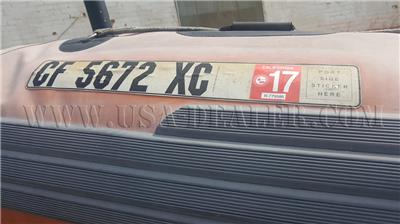 CF 5672 XC
CALIFORNIA
17
PORT
SIDE
STICKER
HERE
WWW.USA-DEALER.COM